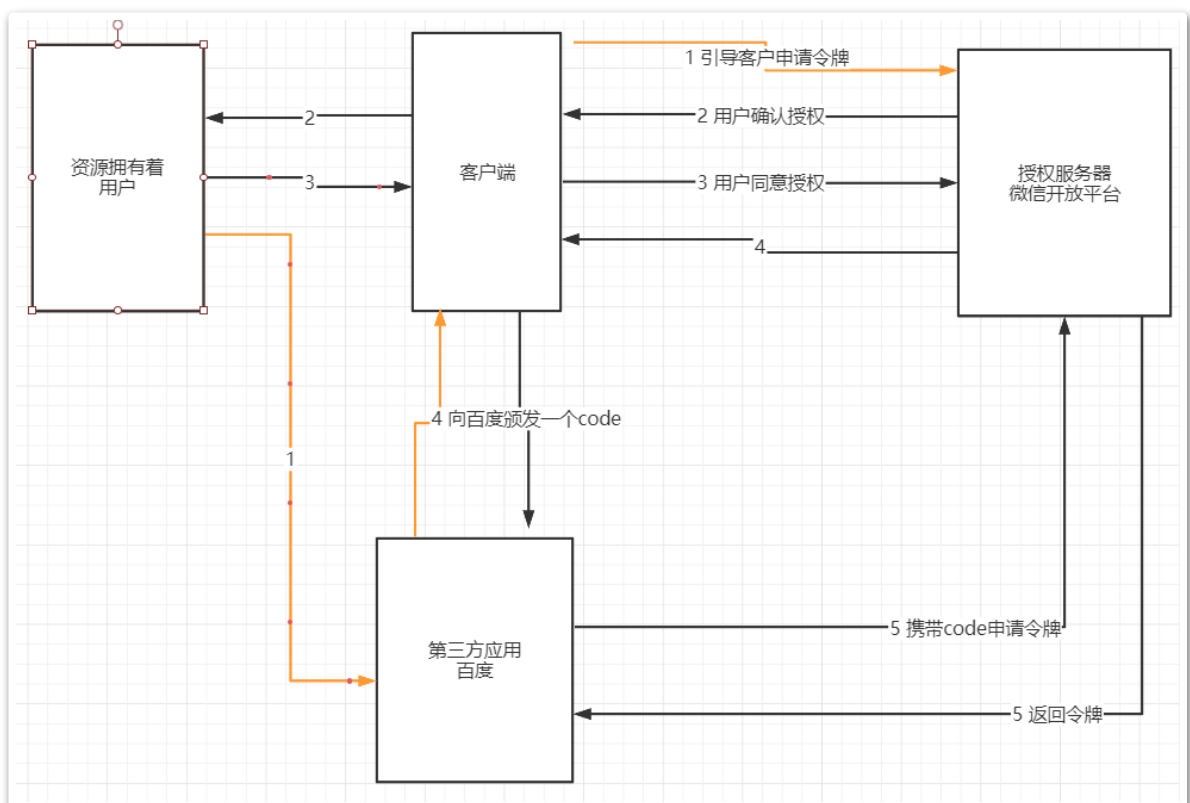 1 引导客户申请令牌
2
2 用户确认授权
资源拥有着
用户
客户端
授权服务器
微信开放平台
3
3 用户同意授权
4
4 向百度颁发一个code
1
5 携带code申请令牌
第三方应用
百度
5 返回令牌